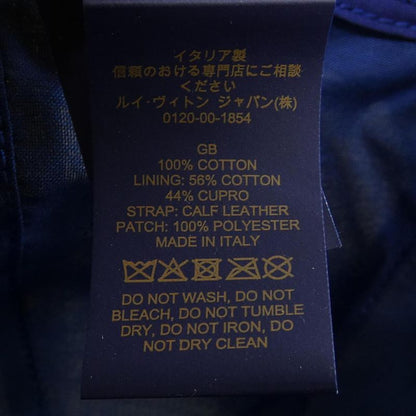 イタリア製
信頼のおける専門店にご相談
ください
ルイ・ヴィトン ジャパン(株)
0120-00-1854
GB
100% COTTON
LINING: 56% COTTON
44% CUPRO
STRAP: CALF LEATHER
PATCH: 100% POLYESTER
MADE IN ITALY
DO NOT WASH, DO NOT
BLEACH, DO NOT TUMBLE
DRY, DO NOT IRON, DO
NOT DRY CLEAN